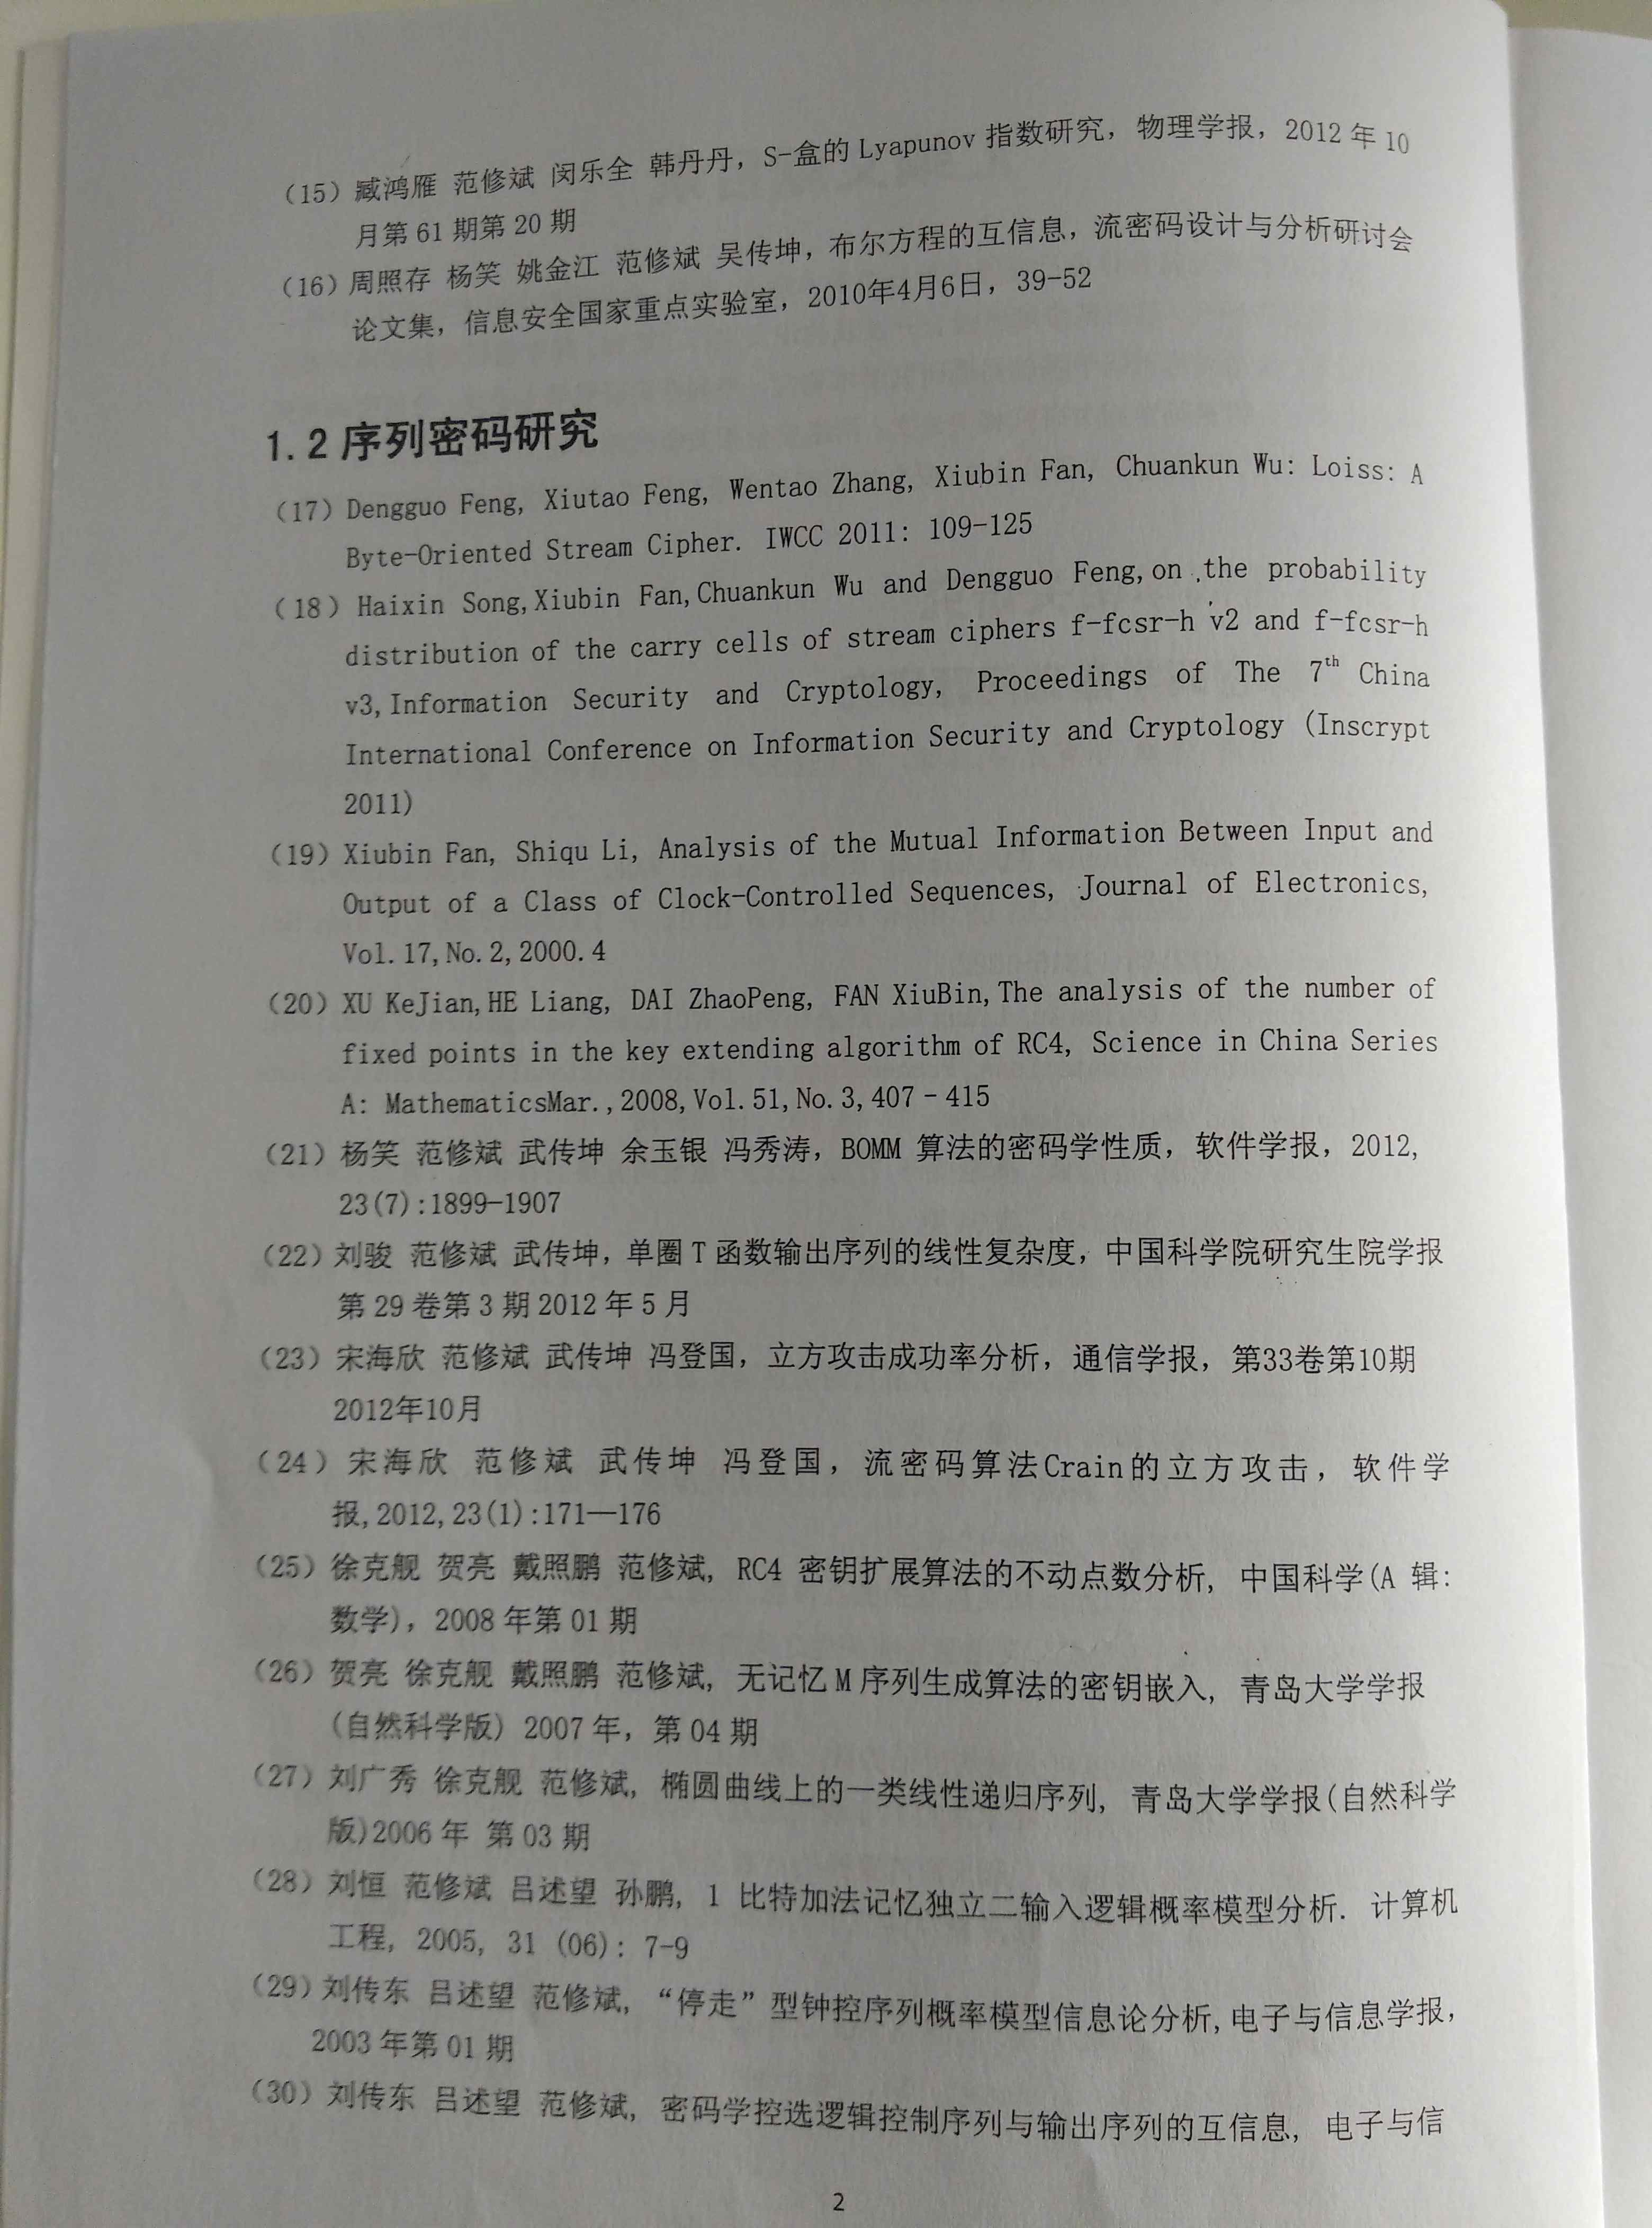 (15) 臧鸿雁 范修斌 闵乐全 韩丹丹，S-盒的 Lyapunov 指数研究，物理学报，2012 年 10
月第 61 期第 20 期
(16) 周照存 杨笑 姚金江 范修斌 吴传坤，布尔方程的互信息，流密码设计与分析研讨会
论文集，信息安全国家重点实验室，2010年4月6日，39-52
1.2 序列密码研究
(17) Dengguo Feng, Xiutao Feng, Wentao Zhang, Xiubin Fan, Chuankun Wu: Loiss: A
Byte-Oriented Stream Cipher. IWCC 2011: 109-125
(18) Haixin Song,Xiubin Fan,Chuankun Wu and Dengguo Feng,on the probability
distribution of the carry cells of stream ciphers f-fcsr-h v2 and f-fcsr-h
v3,Information Security and Cryptology, Proceedings of The 7th China
International Conference on Information Security and Cryptology (Inscrypt
2011)
(19) Xiubin Fan, Shiqu Li, Analysis of the Mutual Information Between Input and
Output of a Class of Clock-Controlled Sequences, Journal of Electronics,
Vol.17,No.2,2000.4
(20) XU KeJian,HE Liang, DAI ZhaoPeng, FAN XiuBin,The analysis of the number of
fixed points in the key extending algorithm of RC4, Science in China Series
A: MathematicsMar.,2008,Vol.51,No.3,407–415
(21) 杨笑 范修斌 武传坤 余玉银 冯秀涛，BOMM 算法的密码学性质，软件学报，2012,
23(7):1899-1907
(22) 刘骏 范修斌 武传坤，单圈 T 函数输出序列的线性复杂度，中国科学院研究生院学报
第 29 卷第 3 期 2012 年 5 月
(23) 宋海欣 范修斌 武传坤 冯登国，立方攻击成功率分析，通信学报，第33卷第10期
2012年10月
(24) 宋海欣 范修斌 武传坤 冯登国，流密码算法Crain的立方攻击，软件学
报,2012,23(1):171—176
(25) 徐克舰 贺亮 戴照鹏 范修斌, RC4 密钥扩展算法的不动点数分析, 中国科学(A 辑:
数学)，2008 年第 01 期
(26) 贺亮 徐克舰 戴照鹏 范修斌, 无记忆 M 序列生成算法的密钥嵌入, 青岛大学学报
(自然科学版) 2007 年，第 04 期
(27) 刘广秀 徐克舰 范修斌, 椭圆曲线上的一类线性递归序列, 青岛大学学报(自然科学
版)2006 年 第 03 期
(28) 刘恒 范修斌 吕述望 孙鹏, 1 比特加法记忆独立二输入逻辑概率模型分析. 计算机
工程, 2005, 31 (06): 7-9
(29) 刘传东 吕述望 范修斌, “停走”型钟控序列概率模型信息论分析,电子与信息学报,
2003 年第 01 期
(30) 刘传东 吕述望 范修斌, 密码学控选逻辑控制序列与输出序列的互信息, 电子与信
2